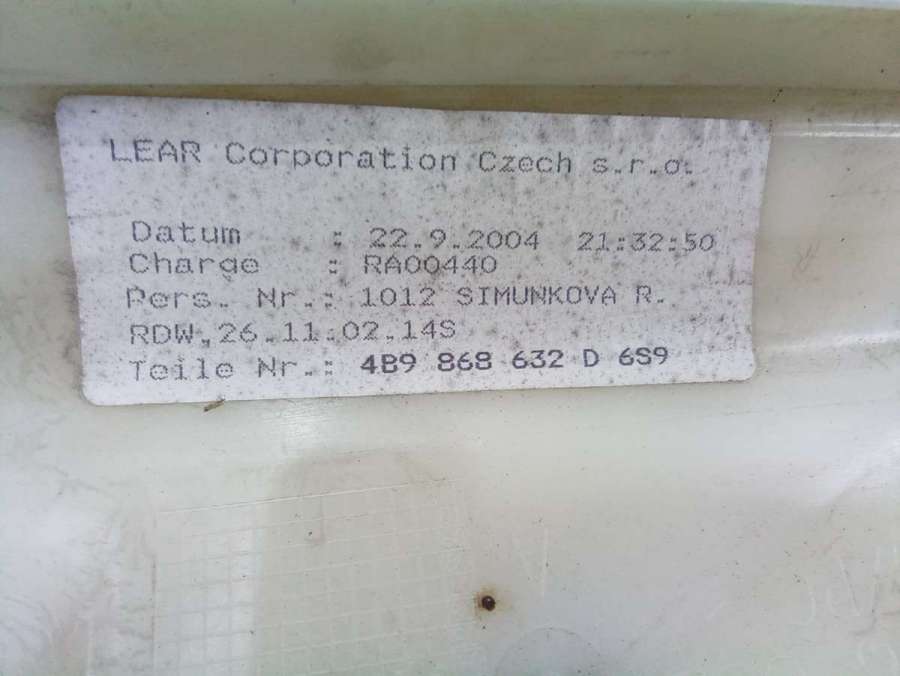 LEAR Corporation Czech s.r.o.
Datum : 22.9.2004 21:32:50
Charge : RA00440
Pers. Nr.: 1012 SIMUNKOVA R.
RDW,26.11.02.14S
Teile Nr.: 4B9 868 632 D 6S9